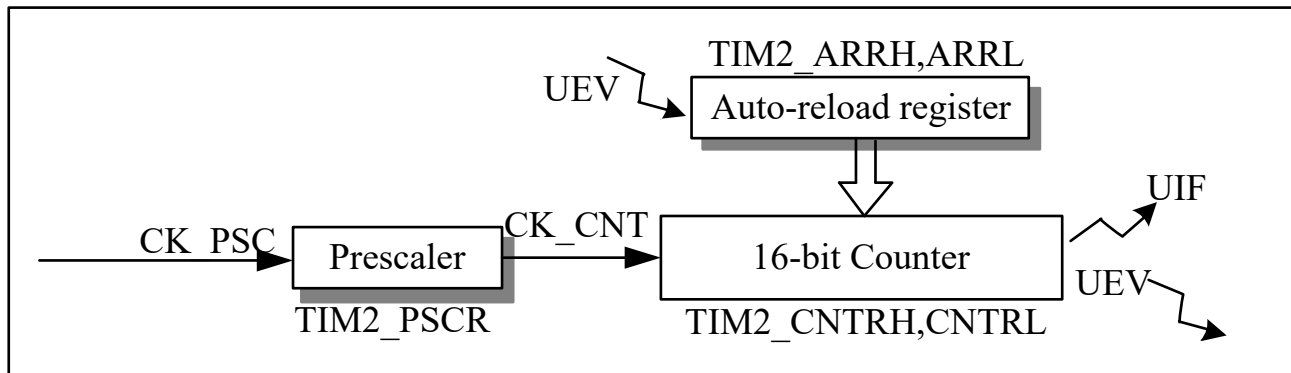 TIM2_ARRH,ARRL
UEV
Auto-reload register
UIF
CK_PSC
CK_CNT
Prescaler
16-bit Counter
UEV
TIM2_PSCR
TIM2_CNTRH,CNTRL